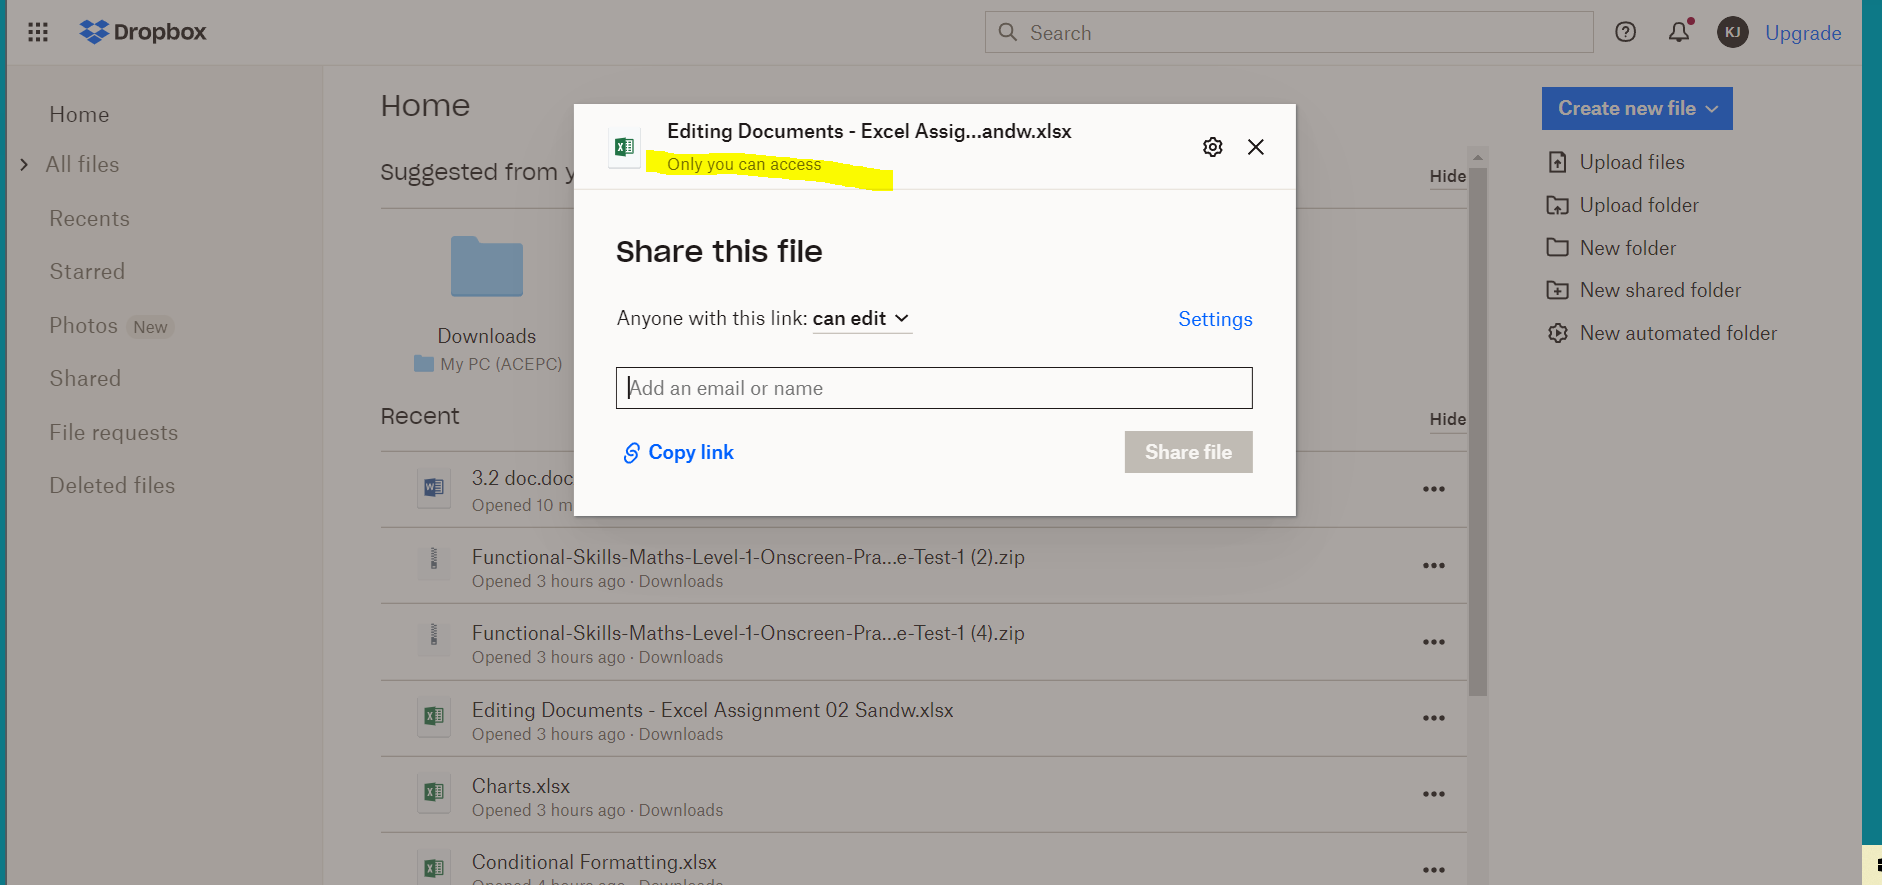 Dropbox
Search
KJ
Upgrade
Home
All files
Recents
Starred
Photos New
Shared
File requests
Deleted files
Home
Suggested from y
Hide
Downloads
My PC (ACEPC)
Recent
Hide
3.2 doc.doc
Opened 10 m
Functional-Skills-Maths-Level-1-Onscreen-Pra...e-Test-1 (2).zip
Opened 3 hours ago · Downloads
Functional-Skills-Maths-Level-1-Onscreen-Pra...e-Test-1 (4).zip
Opened 3 hours ago · Downloads
Editing Documents - Excel Assignment 02 Sandw.xlsx
Opened 3 hours ago · Downloads
Charts.xlsx
Opened 3 hours ago · Downloads
Conditional Formatting.xlsx
Opened 4 hours ago · Downloads
Editing Documents - Excel Assig...andw.xlsx
Only you can access
Share this file
Anyone with this link: can edit
Settings
Add an email or name
Copy link
Share file
Create new file
Upload files
Upload folder
New folder
New shared folder
New automated folder